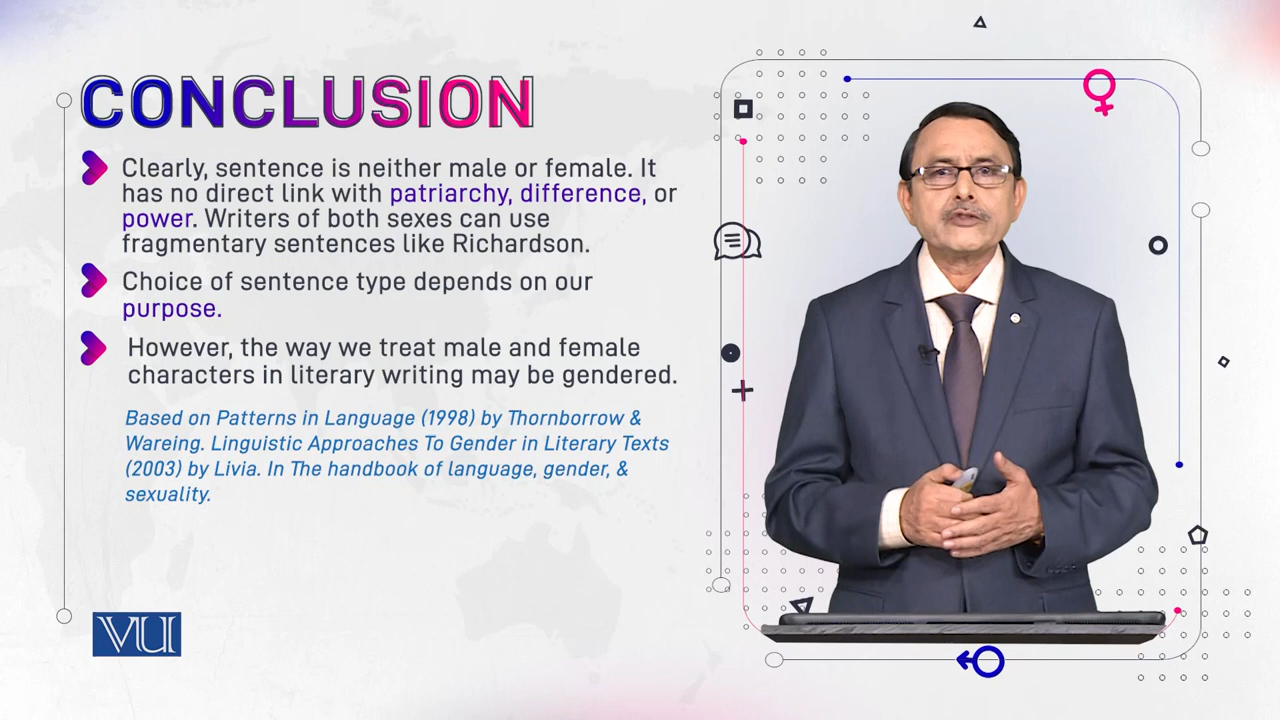 CONCLUSION
Clearly, sentence is neither male or female. It
has no direct link with patriarchy, difference, or
power. Writers of both sexes can use
fragmentary sentences like Richardson.
Choice of sentence type depends on our
purpose.
However, the way we treat male and female
characters in literary writing may be gendered.
Based on Patterns in Language (1998) by Thornborrow &
Wareing. Linguistic Approaches To Gender in Literary Texts
(2003) by Livia. In The handbook of language, gender, &
sexuality.
VU